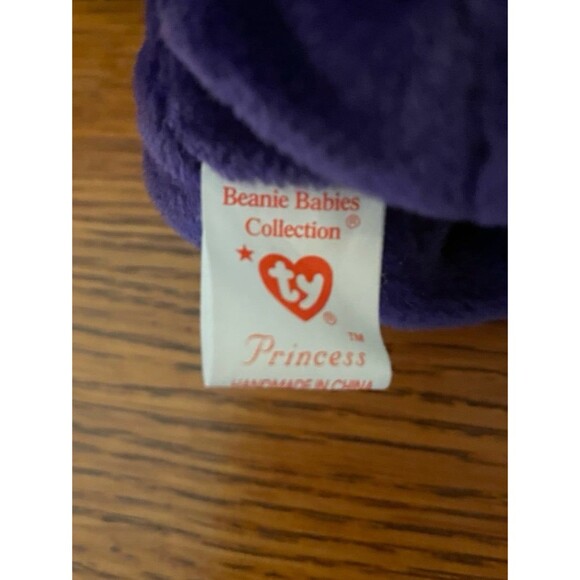 Beanie Babies
Collection®
ty®
Princess™
HANDMADE IN CHINA